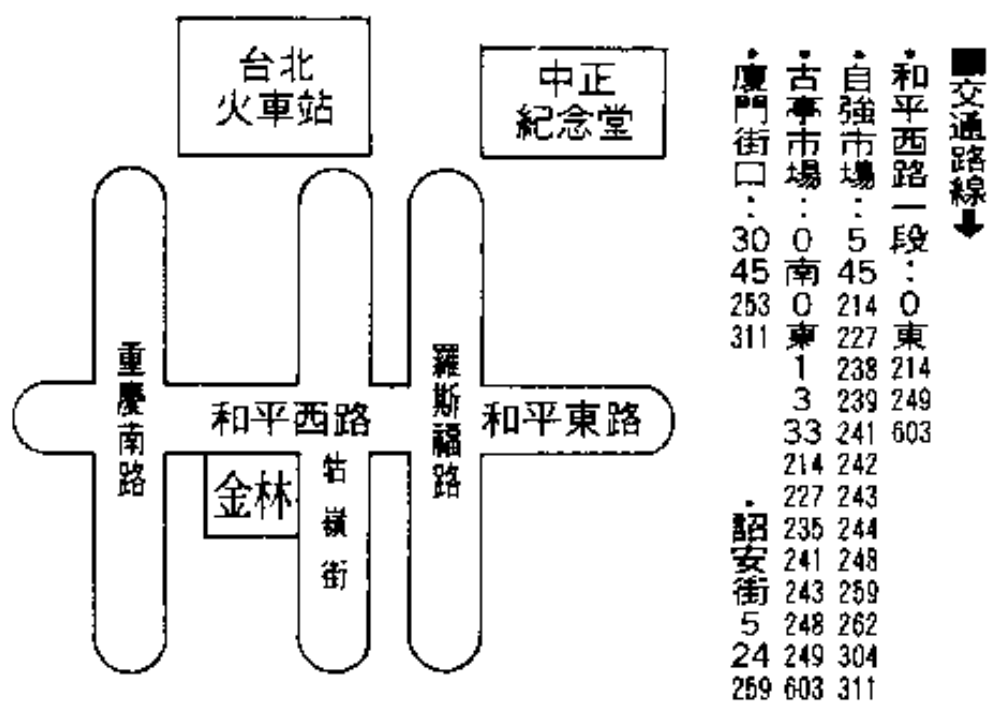 台北
火車站
中正
紀念堂
重慶南路
和平西路
羅斯福路
和平東路
金林
牯嶺街
■交通路線↓
・和平西路一段：0東 214 249 603
・自強市場：5 45 214 227 238 239 241 242 243 244 248 259 262 304 311
・古亭市場：0南 0東 1 3 33 214 227 235 241 243 248 249 603
・廈門街口：30 45 253 311
・詔安街 5 24 259